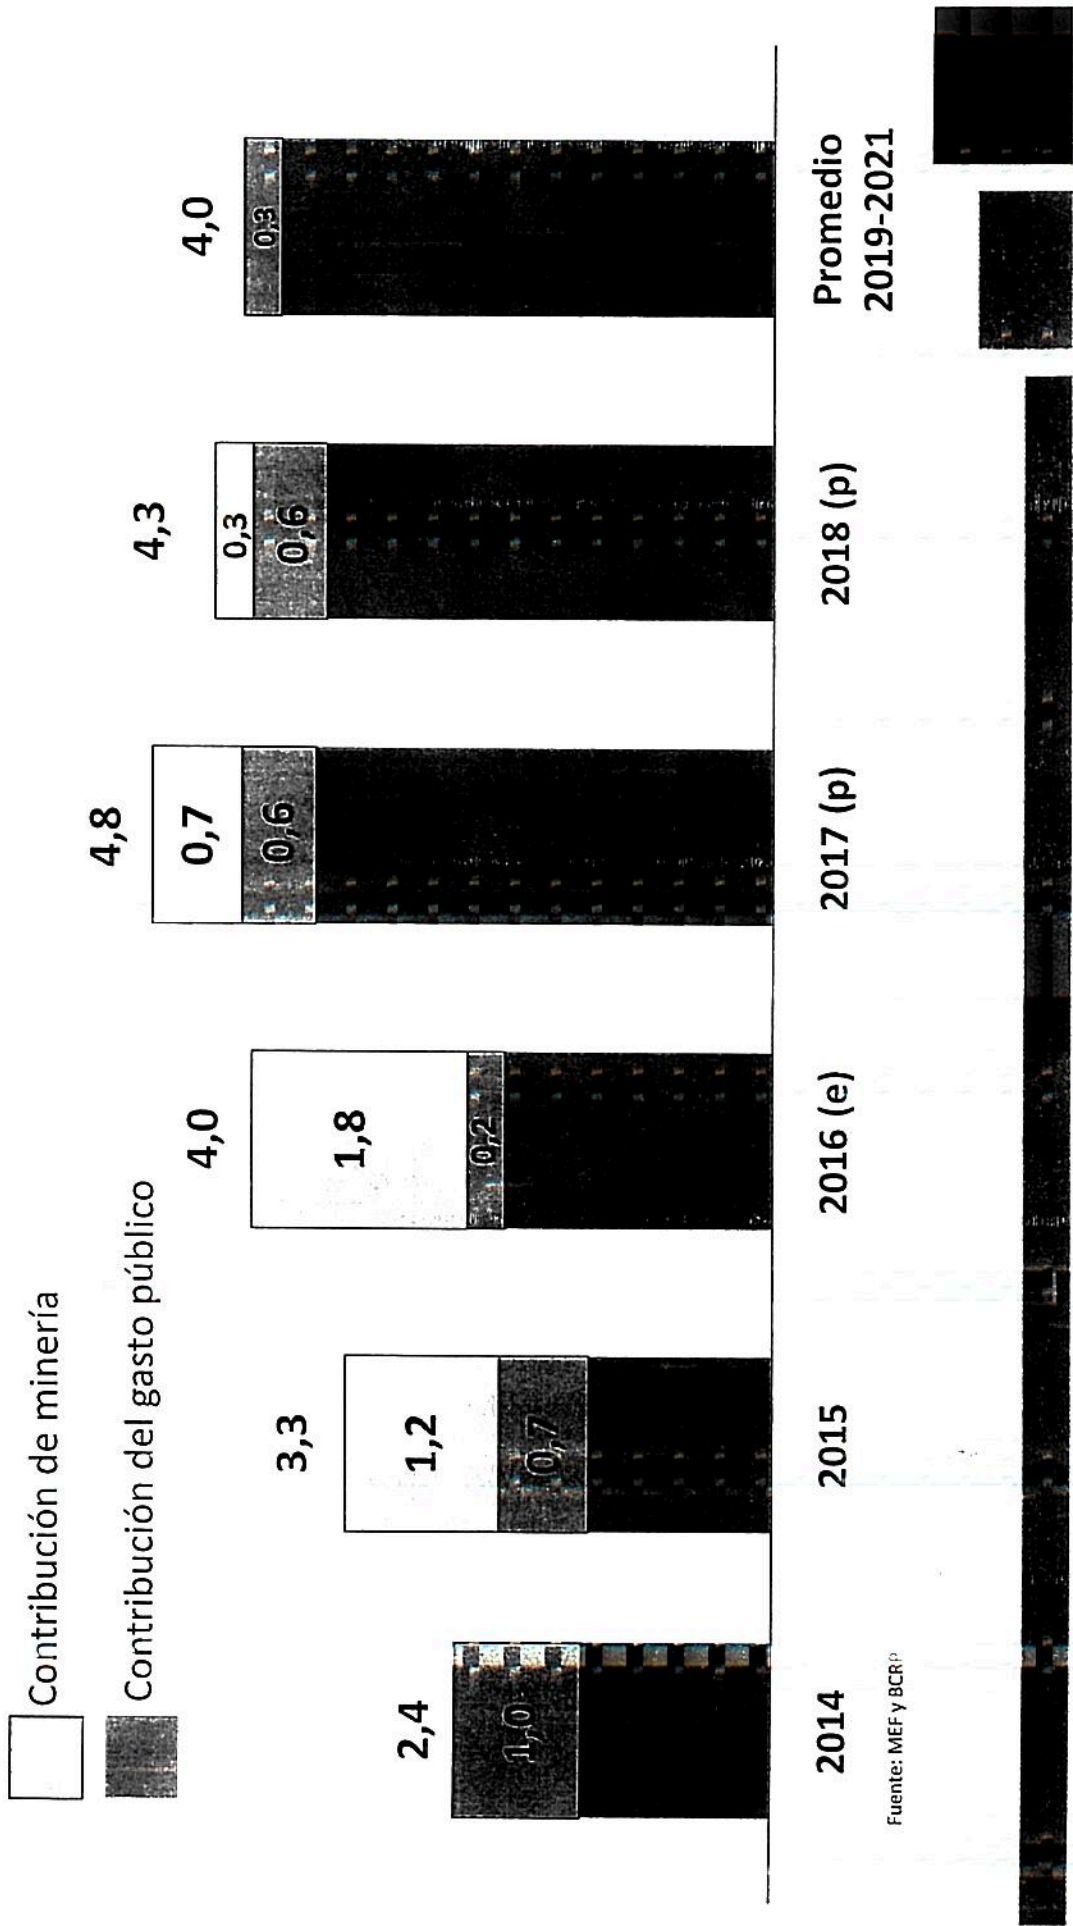 Contribución de minería
Contribución del gasto público
2,4
3,3
4,0
4,8
4,3
4,0
1,0
1,2
0,7
1,8
0,2
0,7
0,6
0,3
0,6
0,3
2014
2015
2016 (e)
2017 (p)
2018 (p)
Promedio
2019-2021
Fuente: MEF y BCRP